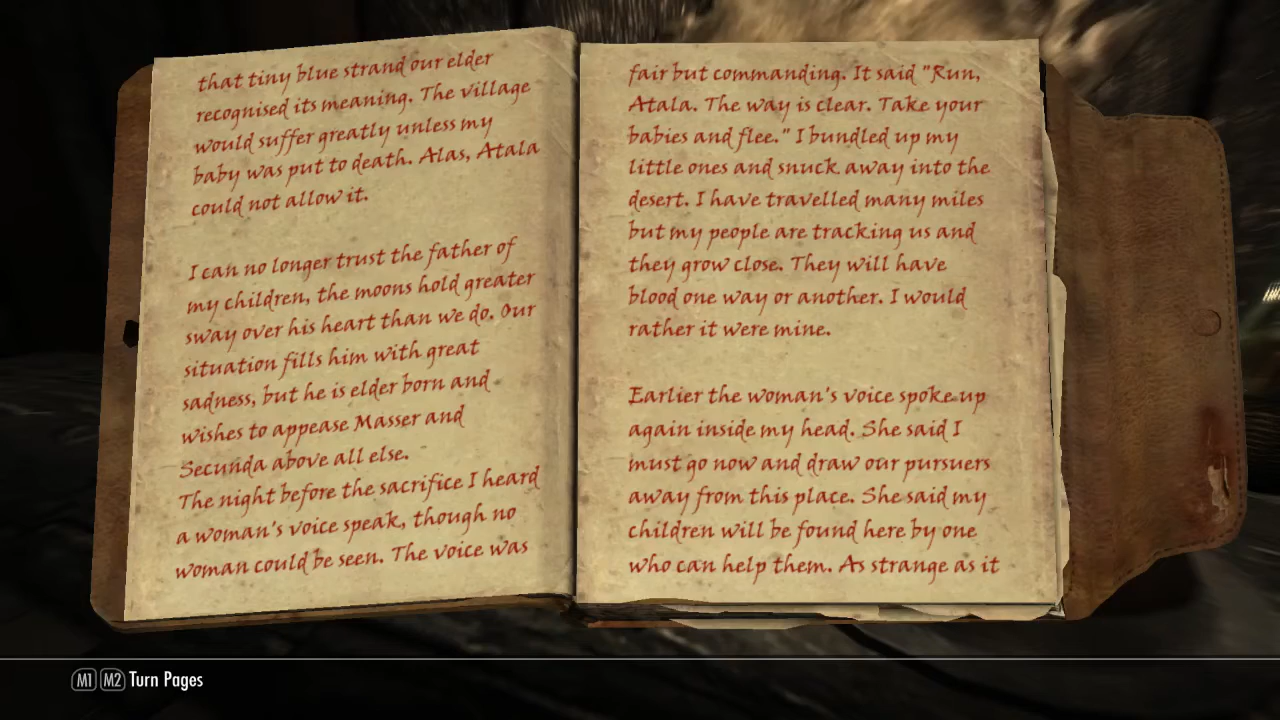 that tiny blue strand our elder
recognised its meaning. The village
would suffer greatly unless my
baby was put to death. Alas, Atala
could not allow it.
I can no longer trust the father of
my children, the moons hold greater
sway over his heart than we do. Our
situation fills him with great
sadness, but he is elder born and
wishes to appease Masser and
Secunda above all else.
The night before the sacrifice I heard
a woman's voice speak, though no
woman could be seen. The voice was
fair but commanding. It said "Run,
Atala. The way is clear. Take your
babies and flee." I bundled up my
little ones and snuck away into the
desert. I have travelled many miles
but my people are tracking us and
they grow close. They will have
blood one way or another. I would
rather it were mine.
Earlier the woman's voice spoke up
again inside my head. She said I
must go now and draw our pursuers
away from this place. She said my
children will be found here by one
who can help them. As strange as it
M1 M2 Turn Pages